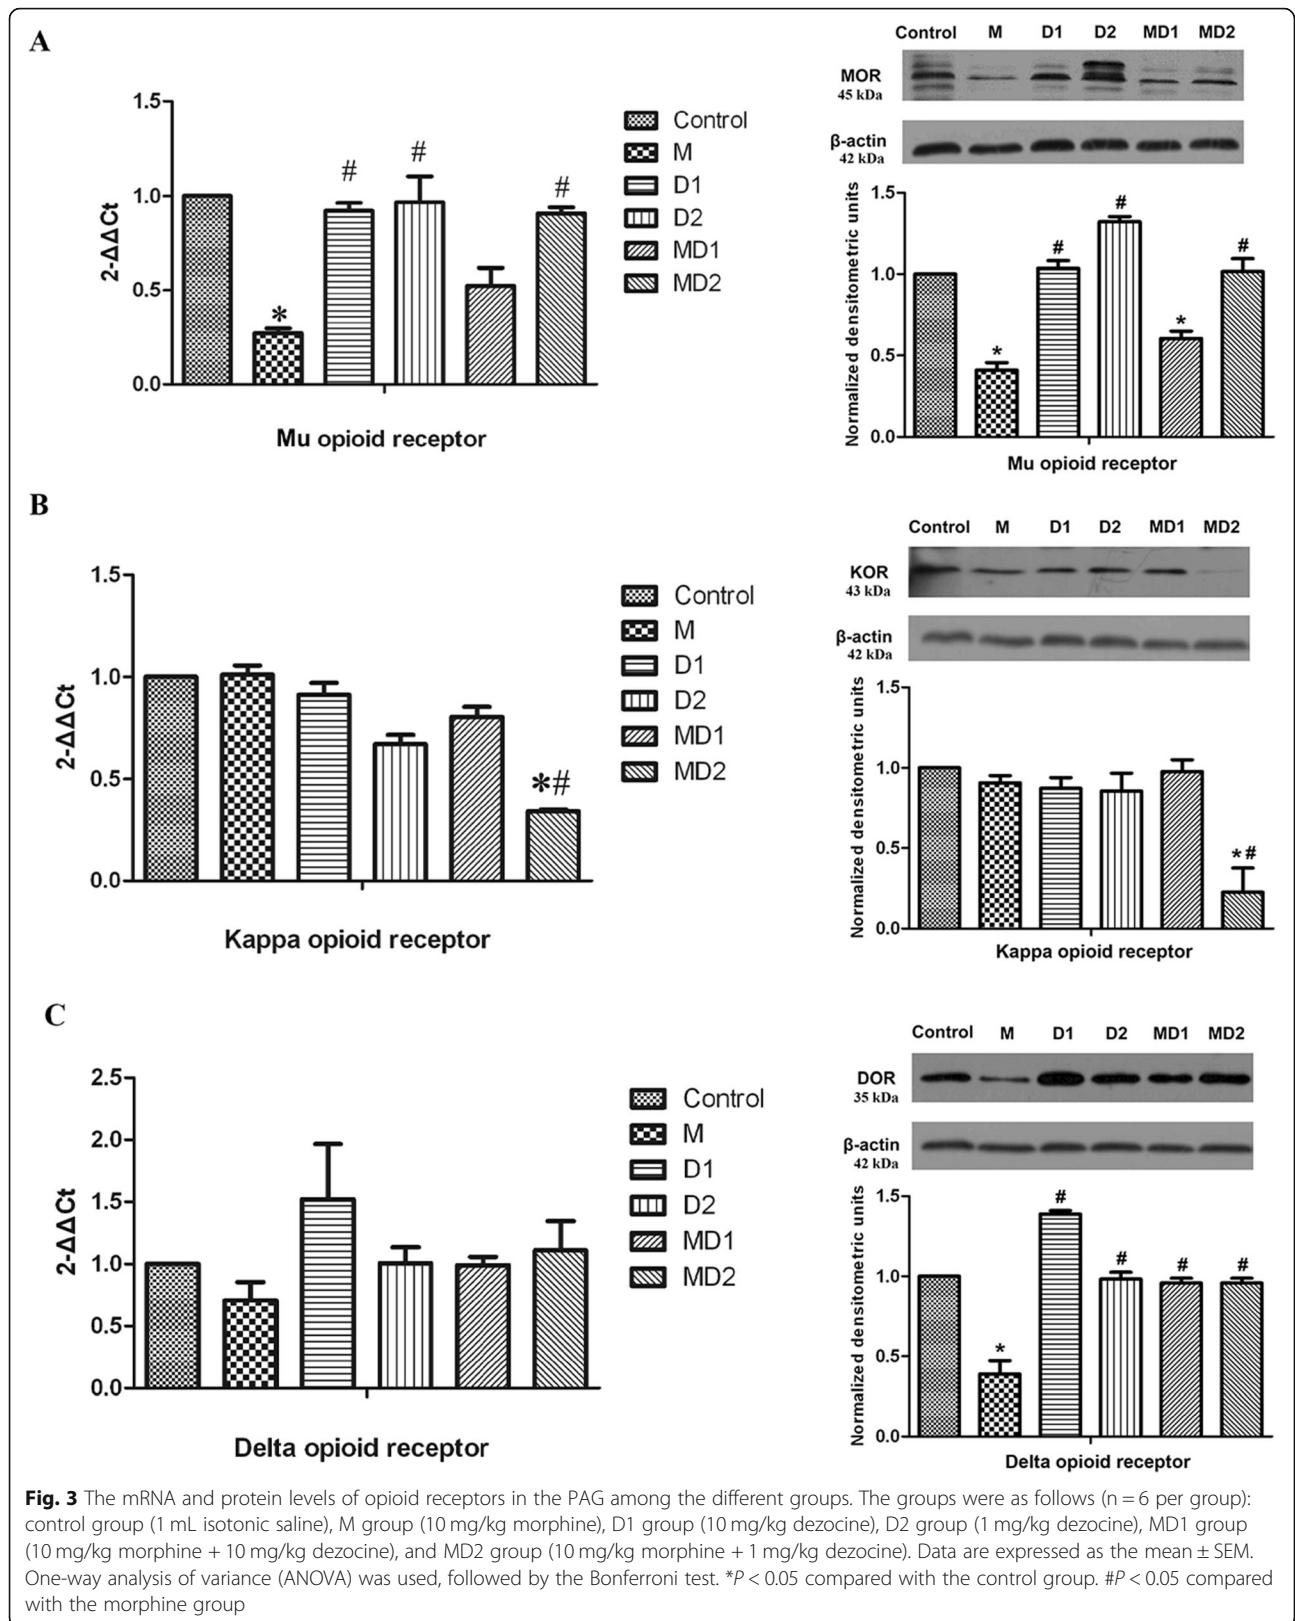 A
1.5
1.0
0.5
0.0
2-ΔΔCt
*
#
#
#
Mu opioid receptor
Control
M
D1
D2
MD1
MD2
Control M D1 D2 MD1 MD2
MOR
45 kDa
β-actin
42 kDa
Normalized densitometric units
1.5
1.0
0.5
0.0
*
#
#
*
#
Mu opioid receptor
B
1.5
1.0
0.5
0.0
2-ΔΔCt
*#
Kappa opioid receptor
Control
M
D1
D2
MD1
MD2
Control M D1 D2 MD1 MD2
KOR
43 kDa
β-actin
42 kDa
Normalized densitometric units
1.5
1.0
0.5
0.0
*#
Kappa opioid receptor
C
2.5
2.0
1.5
1.0
0.5
0.0
2-ΔΔCt
Delta opioid receptor
Control
M
D1
D2
MD1
MD2
Control M D1 D2 MD1 MD2
DOR
35 kDa
β-actin
42 kDa
Normalized densitometric units
1.5
1.0
0.5
0.0
*
#
#
#
#
Delta opioid receptor
Fig. 3 The mRNA and protein levels of opioid receptors in the PAG among the different groups. The groups were as follows (n = 6 per group):
control group (1 mL isotonic saline), M group (10 mg/kg morphine), D1 group (10 mg/kg dezocine), D2 group (1 mg/kg dezocine), MD1 group
(10 mg/kg morphine + 10 mg/kg dezocine), and MD2 group (10 mg/kg morphine + 1 mg/kg dezocine). Data are expressed as the mean ± SEM.
One-way analysis of variance (ANOVA) was used, followed by the Bonferroni test. *P < 0.05 compared with the control group. #P < 0.05 compared
with the morphine group